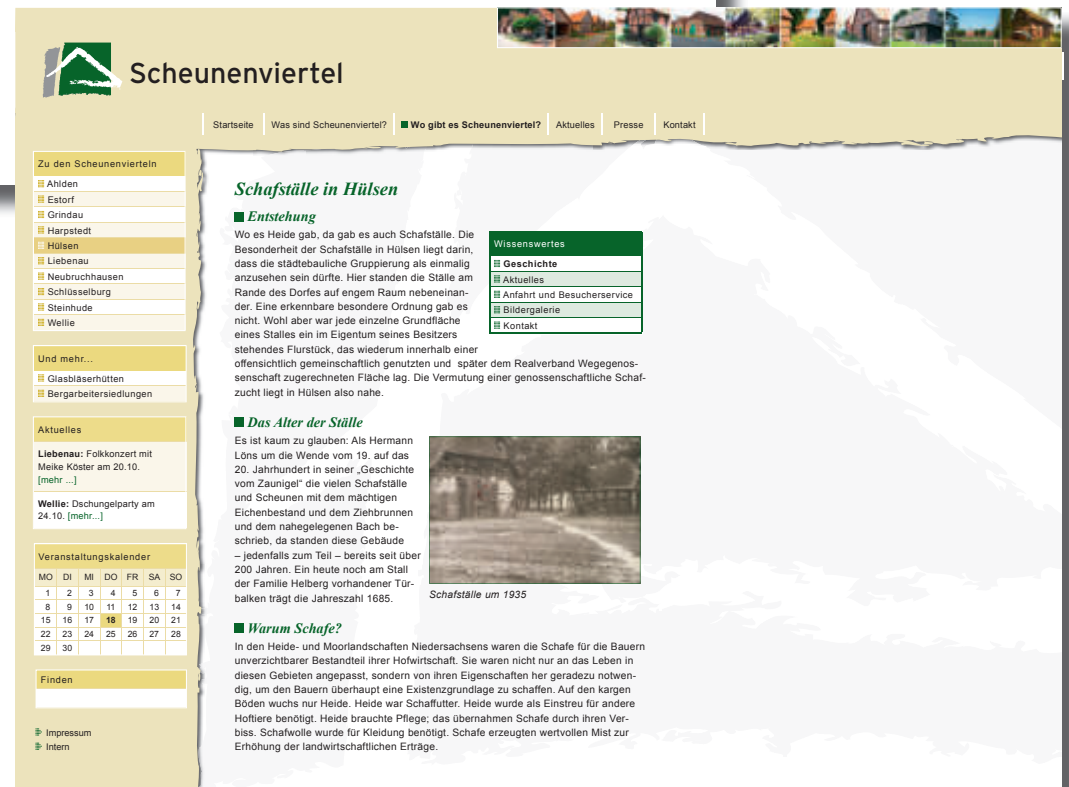 Scheunenviertel
Startseite
Was sind Scheunenviertel?
Wo gibt es Scheunenviertel?
Aktuelles
Presse
Kontakt
Zu den Scheunenvierteln
Ahlden
Estorf
Grindau
Harpstedt
Hülsen
Liebenau
Neubruchhausen
Schlüsselburg
Steinhude
Wellie
Und mehr...
Glasbläserhütten
Bergarbeitersiedlungen
Aktuelles
Liebenau: Folkkonzert mit
Meike Köster am 20.10.
[mehr ...]
Wellie: Dschungelparty am
24.10. [mehr...]
Veranstaltungskalender
MO DI MI DO FR SA SO
1 2 3 4 5 6 7
8 9 10 11 12 13 14
15 16 17 18 19 20 21
22 23 24 25 26 27 28
29 30
Finden
Impressum
Intern
Schafställe in Hülsen
Entstehung
Wo es Heide gab, da gab es auch Schafställe. Die
Besonderheit der Schafställe in Hülsen liegt darin,
dass die städtebauliche Gruppierung als einmalig
anzusehen sein dürfte. Hier standen die Ställe am
Rande des Dorfes auf engem Raum nebeneinan-
der. Eine erkennbare besondere Ordnung gab es
nicht. Wohl aber war jede einzelne Grundfläche
eines Stalles ein im Eigentum seines Besitzers
stehendes Flurstück, das wiederum innerhalb einer
offensichtlich gemeinschaftlich genutzten und später dem Realverband Wegegenos-
senschaft zugerechneten Fläche lag. Die Vermutung einer genossenschaftliche Schaf-
zucht liegt in Hülsen also nahe.
Wissenswertes
Geschichte
Aktuelles
Anfahrt und Besucherservice
Bildergalerie
Kontakt
Das Alter der Ställe
Es ist kaum zu glauben: Als Hermann
Löns um die Wende vom 19. auf das
20. Jahrhundert in seiner „Geschichte
vom Zaunigel“ die vielen Schafställe
und Scheunen mit dem mächtigen
Eichenbestand und dem Ziehbrunnen
und dem nahegelegenen Bach be-
schrieb, da standen diese Gebäude
– jedenfalls zum Teil – bereits seit über
200 Jahren. Ein heute noch am Stall
der Familie Helberg vorhandener Tür-
balken trägt die Jahreszahl 1685.
Schafställe um 1935
Warum Schafe?
In den Heide- und Moorlandschaften Niedersachsens waren die Schafe für die Bauern
unverzichtbarer Bestandteil ihrer Hofwirtschaft. Sie waren nicht nur an das Leben in
diesen Gebieten angepasst, sondern von ihren Eigenschaften her geradezu notwen-
dig, um den Bauern überhaupt eine Existenzgrundlage zu schaffen. Auf den kargen
Böden wuchs nur Heide. Heide war Schaffutter. Heide wurde als Einstreu für andere
Hoftiere benötigt. Heide brauchte Pflege; das übernahmen Schafe durch ihren Ver-
biss. Schafwolle wurde für Kleidung benötigt. Schafe erzeugten wertvollen Mist zur
Erhöhung der landwirtschaftlichen Erträge.